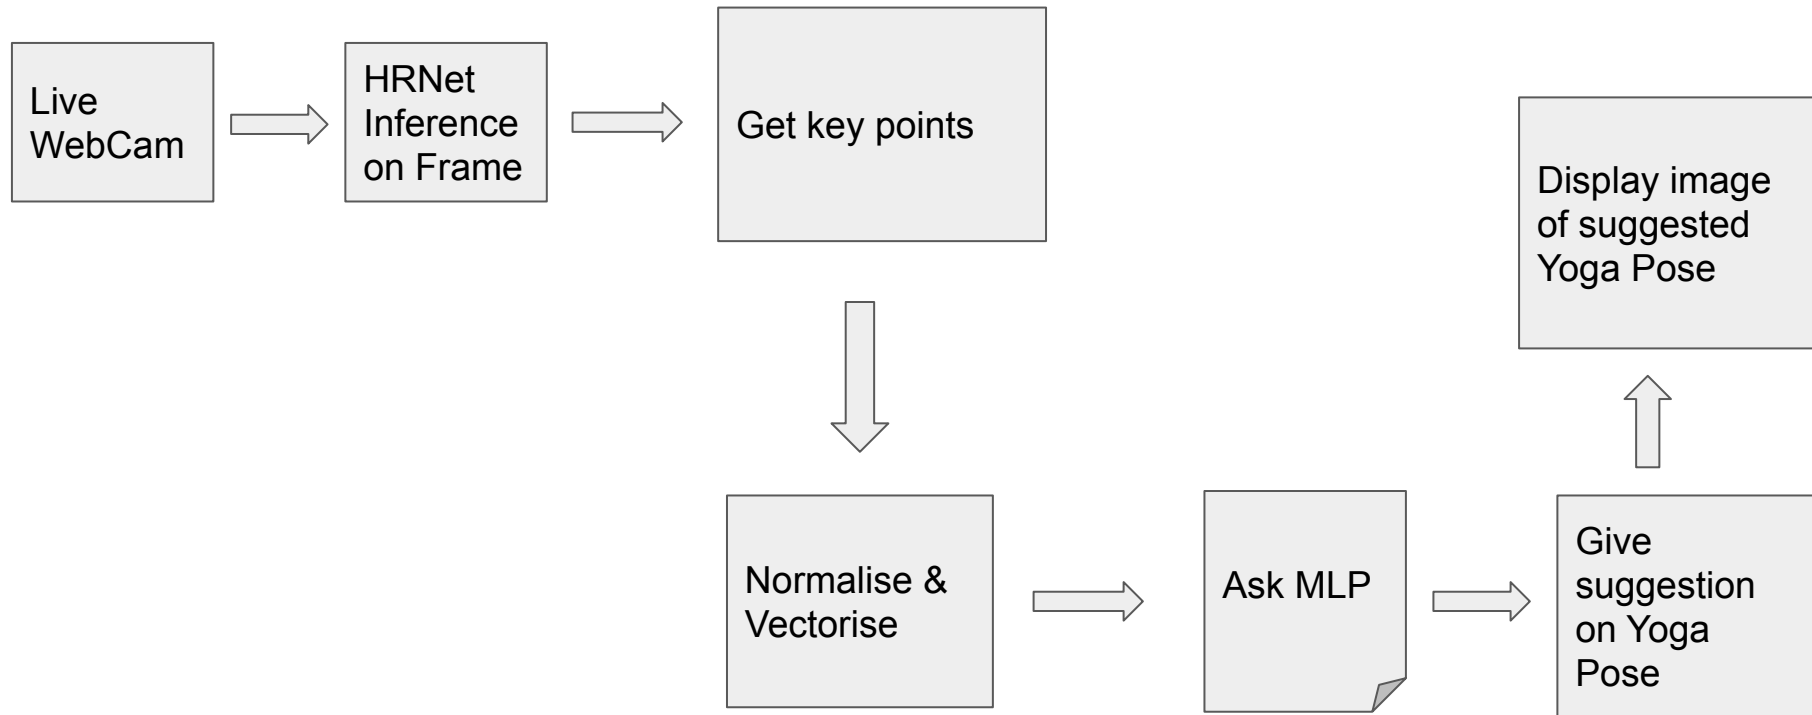 Live
WebCam
HRNet
Inference
on Frame
Get key points
Normalise &
Vectorise
Ask MLP
Give
suggestion
on Yoga
Pose
Display image
of suggested
Yoga Pose